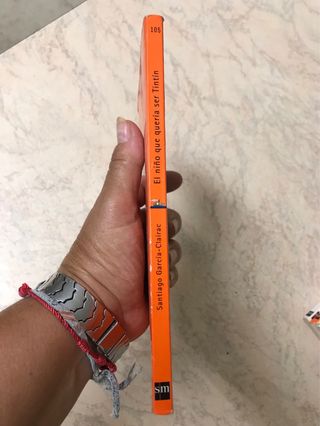 105
El niño que quería ser Tintín
Santiago García-Clairac
sm